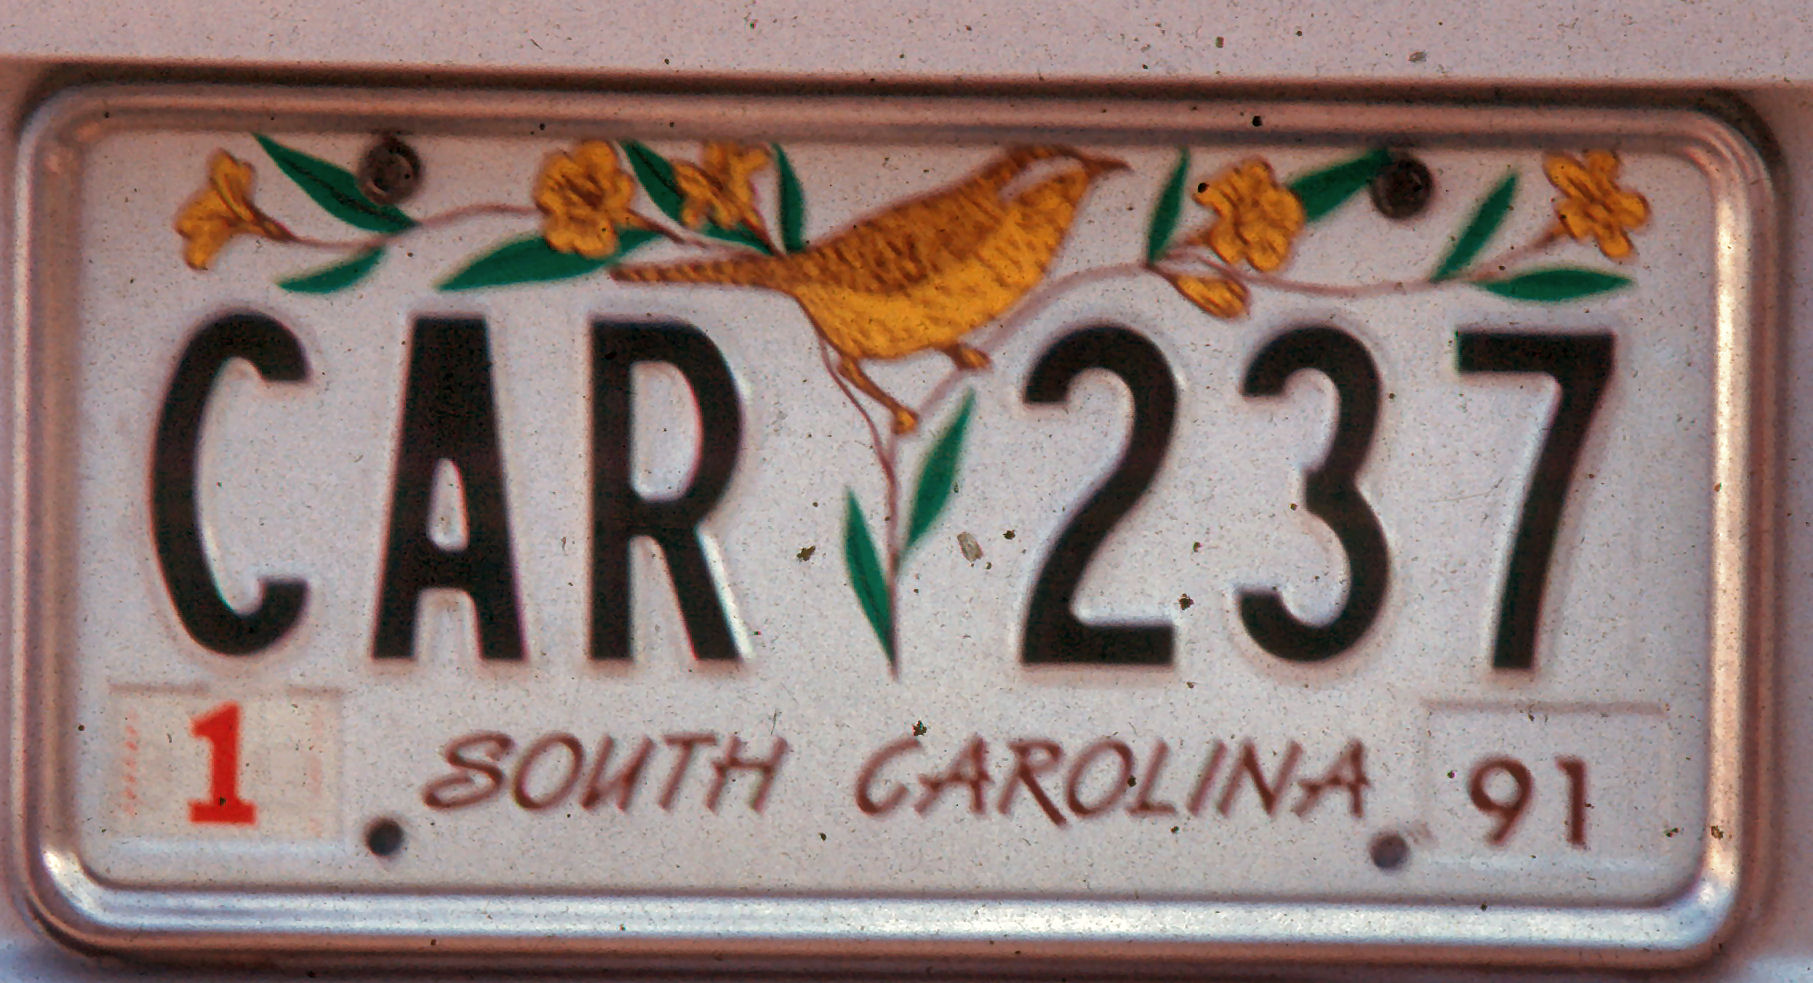 CAR 237
1 SOUTH CAROLINA 91